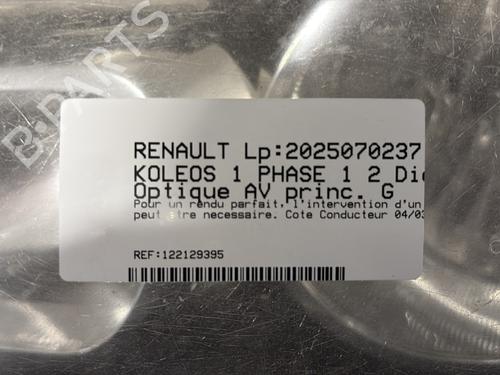 B-PARTS
RENAULT Lp:2025070237
KOLEOS 1 PHASE 1 2 Die
Optique AV princ. G
Pour un rendu parfait, l'intervention d'un
peut être necessaire. Cote Conducteur 04/03
REF:122129395